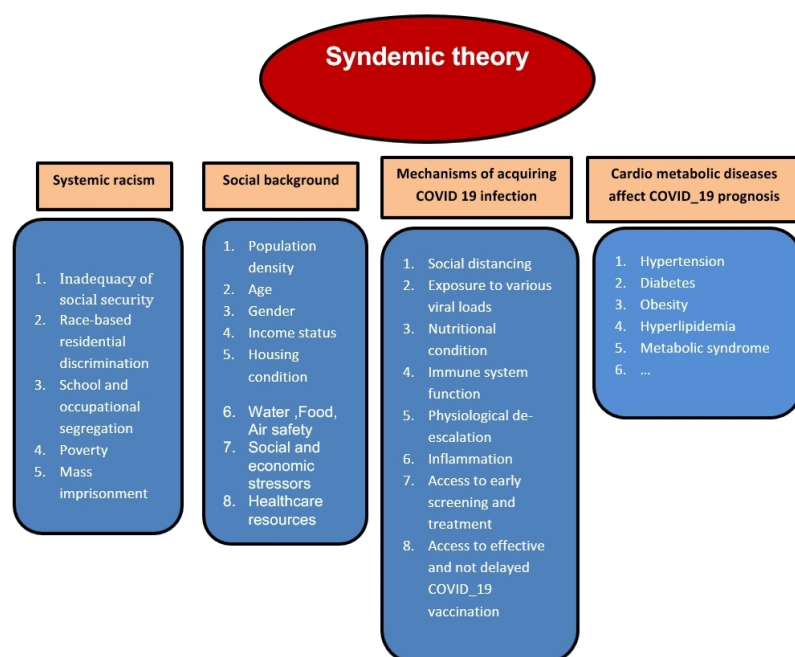 Syndemic theory
Systemic racism
1. Inadequacy of
social security
2. Race-based
residential
discrimination
3. School and
occupational
segregation
4. Poverty
5. Mass
imprisonment
Social background
1. Population
density
2. Age
3. Gender
4. Income status
5. Housing
condition
6. Water ,Food,
Air safety
7. Social and
economic
stressors
8. Healthcare
resources
Mechanisms of acquiring
COVID 19 infection
1. Social distancing
2. Exposure to various
viral loads
3. Nutritional
condition
4. Immune system
function
5. Physiological de-
escalation
6. Inflammation
7. Access to early
screening and
treatment
8. Access to effective
and not delayed
COVID_19
vaccination
Cardio metabolic diseases
affect COVID_19 prognosis
1. Hypertension
2. Diabetes
3. Obesity
4. Hyperlipidemia
5. Metabolic syndrome
6. ...